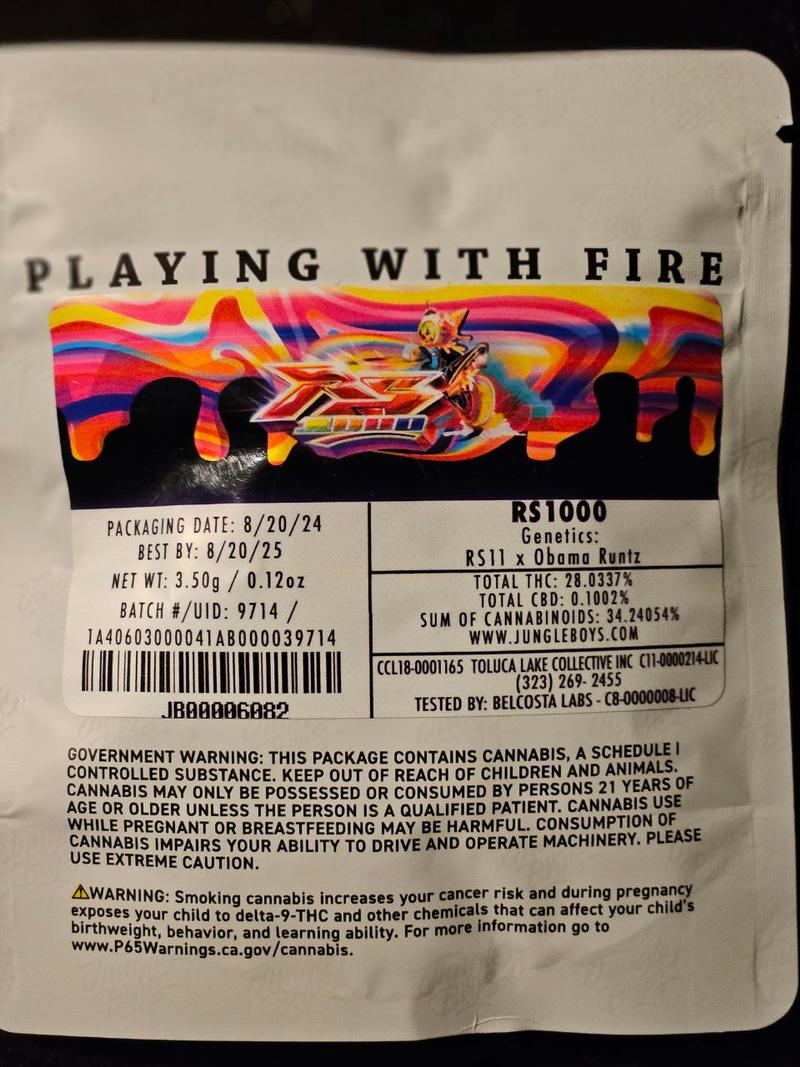 PLAYING WITH FIRE
RS
1000
PACKAGING DATE: 8/20/24
BEST BY: 8/20/25
NET WT: 3.50g / 0.12oz
BATCH #/UID: 9714 /
1A40603000041AB000039714
JB00006082
RS1000
Genetics:
RS11 x Obama Runtz
TOTAL THC: 28.0337%
TOTAL CBD: 0.1002%
SUM OF CANNABINOIDS: 34.24054%
WWW.JUNGLEBOYS.COM
CCL18-0001165 TOLUCA LAKE COLLECTIVE INC C11-0000214-LIC
(323) 269- 2455
TESTED BY: BELCOSTA LABS - C8-0000008-LIC
GOVERNMENT WARNING: THIS PACKAGE CONTAINS CANNABIS, A SCHEDULE I
CONTROLLED SUBSTANCE. KEEP OUT OF REACH OF CHILDREN AND ANIMALS.
CANNABIS MAY ONLY BE POSSESSED OR CONSUMED BY PERSONS 21 YEARS OF
AGE OR OLDER UNLESS THE PERSON IS A QUALIFIED PATIENT. CANNABIS USE
WHILE PREGNANT OR BREASTFEEDING MAY BE HARMFUL. CONSUMPTION OF
CANNABIS IMPAIRS YOUR ABILITY TO DRIVE AND OPERATE MACHINERY. PLEASE
USE EXTREME CAUTION.
⚠WARNING: Smoking cannabis increases your cancer risk and during pregnancy
exposes your child to delta-9-THC and other chemicals that can affect your child's
birthweight, behavior, and learning ability. For more information go to
www.P65Warnings.ca.gov/cannabis.